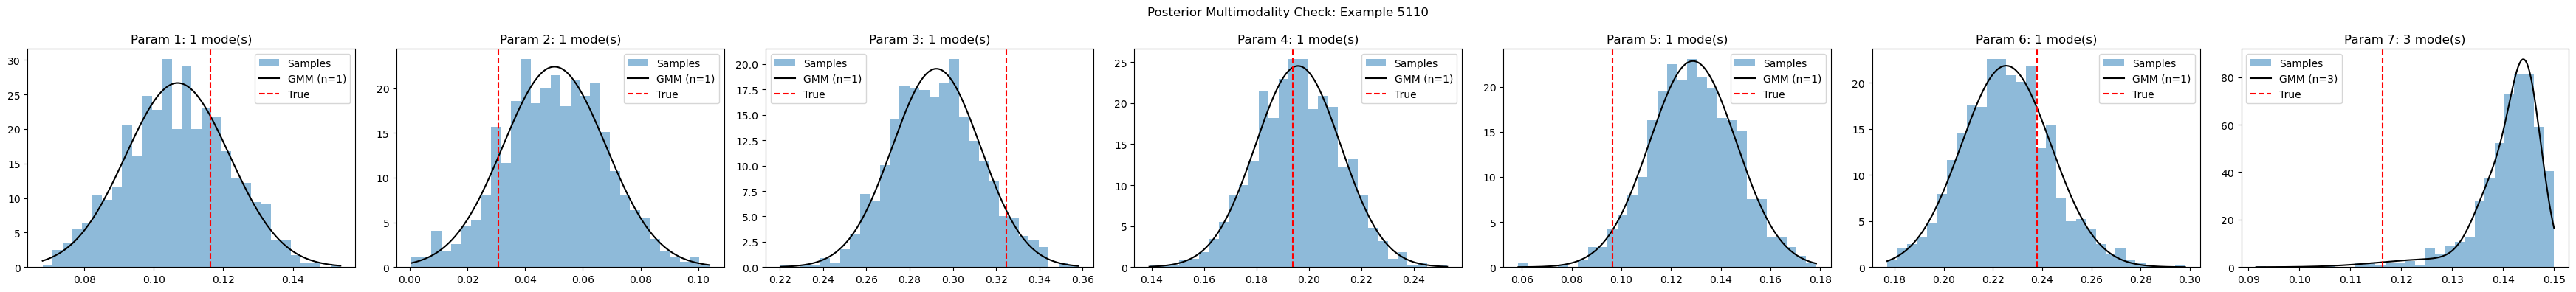 Posterior Multimodality Check: Example 5110
Param 1: 1 mode(s)
30
25
20
15
10
5
0
0.08 0.10 0.12 0.14
Samples
GMM (n=1)
True
Param 2: 1 mode(s)
20
15
10
5
0
0.00 0.02 0.04 0.06 0.08 0.10
Samples
GMM (n=1)
True
Param 3: 1 mode(s)
20.0
17.5
15.0
12.5
10.0
7.5
5.0
2.5
0.0
0.22 0.24 0.26 0.28 0.30 0.32 0.34 0.36
Samples
GMM (n=1)
True
Param 4: 1 mode(s)
25
20
15
10
5
0
0.14 0.16 0.18 0.20 0.22 0.24
Samples
GMM (n=1)
True
Param 5: 1 mode(s)
20
15
10
5
0
0.06 0.08 0.10 0.12 0.14 0.16 0.18
Samples
GMM (n=1)
True
Param 6: 1 mode(s)
20
15
10
5
0
0.18 0.20 0.22 0.24 0.26 0.28 0.30
Samples
GMM (n=1)
True
Param 7: 3 mode(s)
80
60
40
20
0
0.09 0.10 0.11 0.12 0.13 0.14 0.15
Samples
GMM (n=3)
True